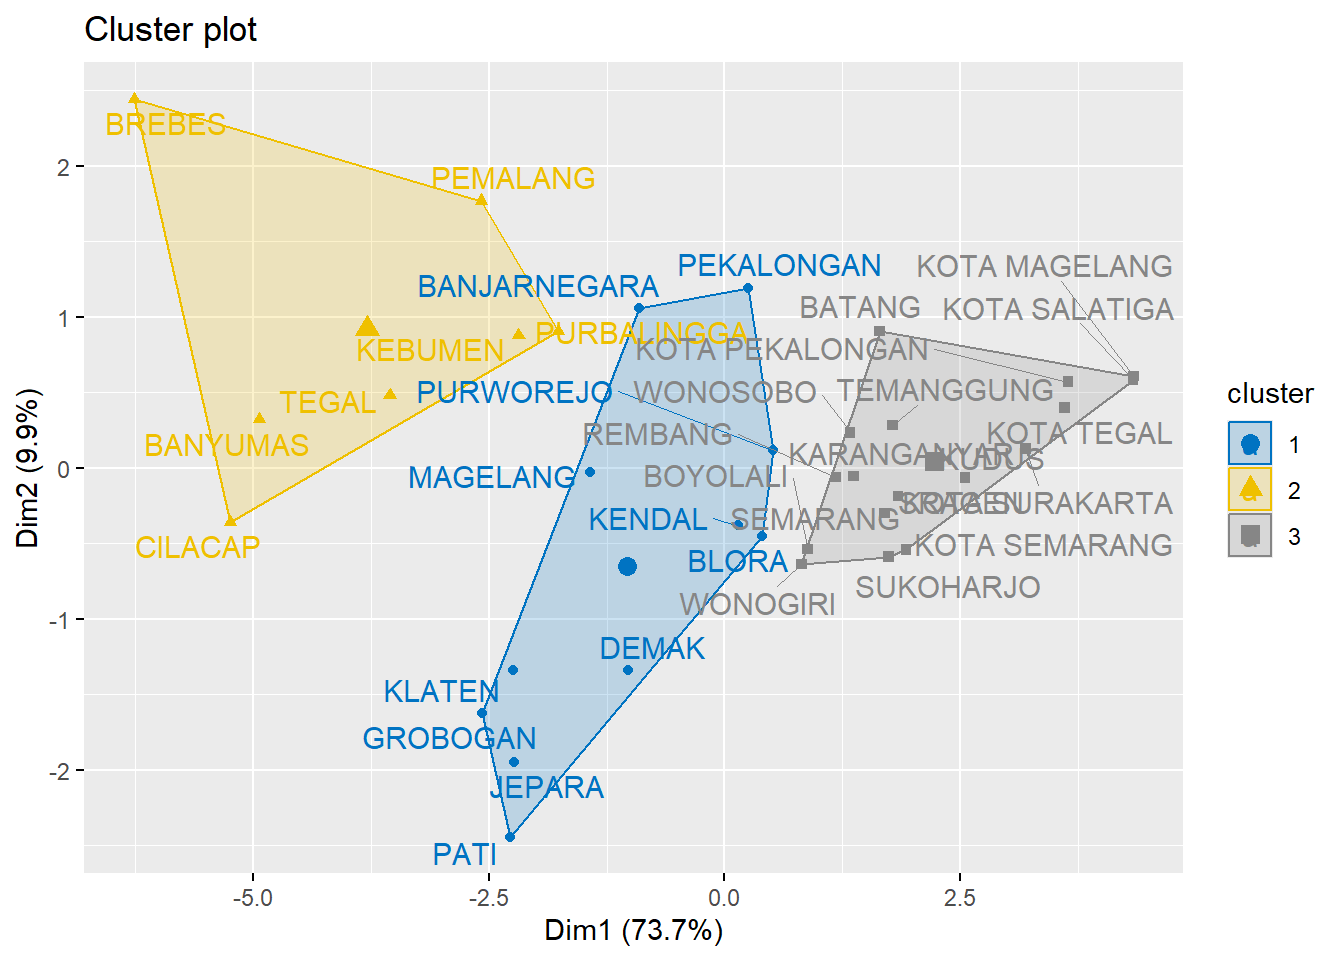 Cluster plot
BREBES
PEMALANG
PEKALONGAN
KOTA MAGELANG
BANJARNEGARA
BATANG
KOTA SALATIGA
PURBALINGGA
KEBUMEN
KOTA PEKALONGAN
PURWOREJO
WONOSOBO
TEMANGGUNG
TEGAL
REMBANG
KOTA TEGAL
BANYUMAS
KARANGANYAR
KUDUS
MAGELANG
BOYOLALI
SRAGEN
KOTA SURAKARTA
KENDAL
SEMARANG
CILACAP
BLORA
KOTA SEMARANG
WONOGIRI
SUKOHARJO
DEMAK
KLATEN
GROBOGAN
JEPARA
PATI
2
1
0
-1
-2
-5.0
-2.5
0.0
2.5
Dim1 (73.7%)
Dim2 (9.9%)
cluster
1
2
3